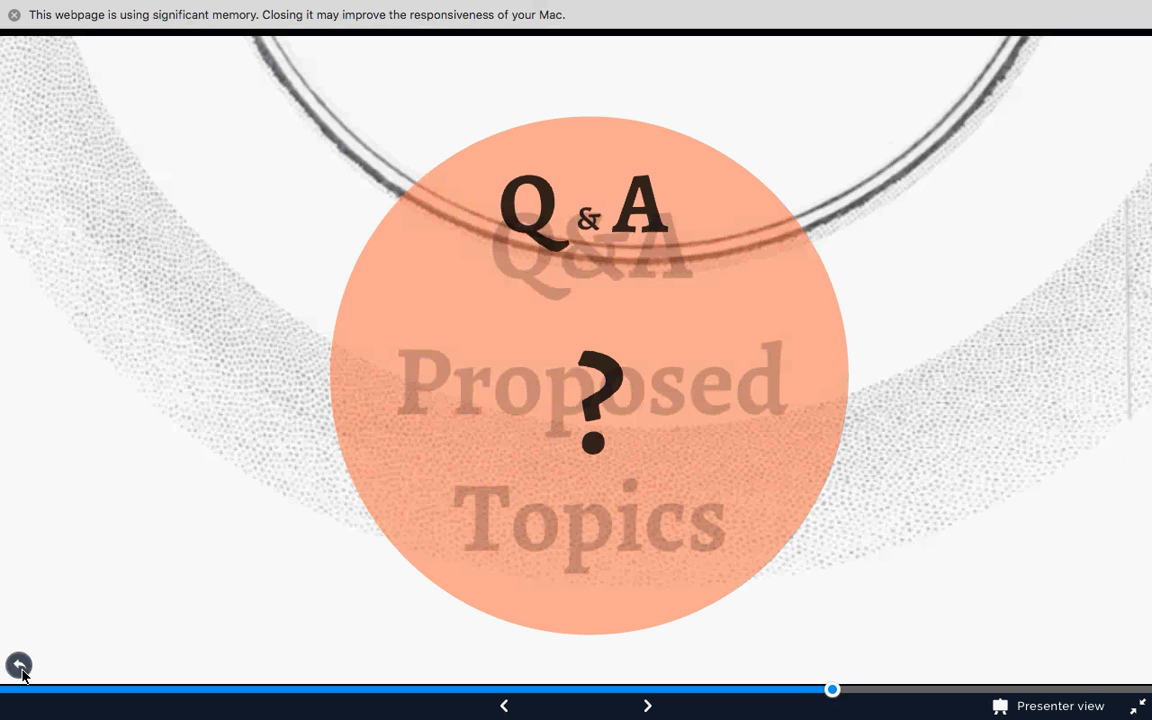 This webpage is using significant memory. Closing it may improve the responsiveness of your Mac.
Q & A
Q&A
Proposed
?
Topics
Presenter view